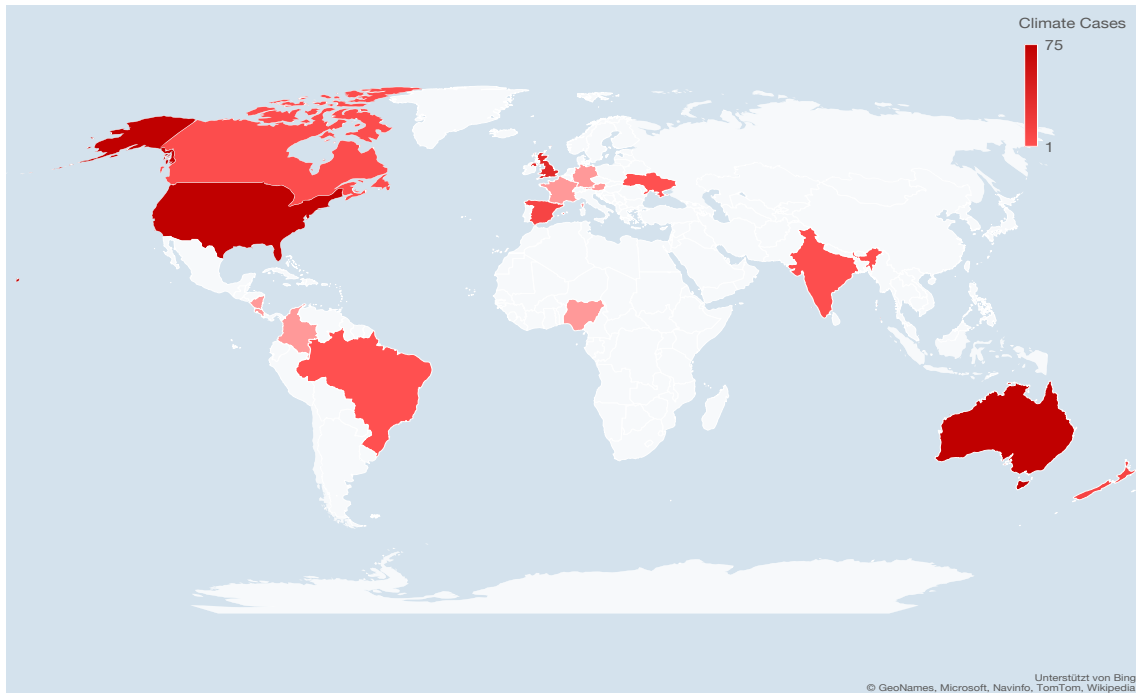 Climate Cases
75
1
Unterstützt von Bing
© GeoNames, Microsoft, Navinfo, TomTom, Wikipedia